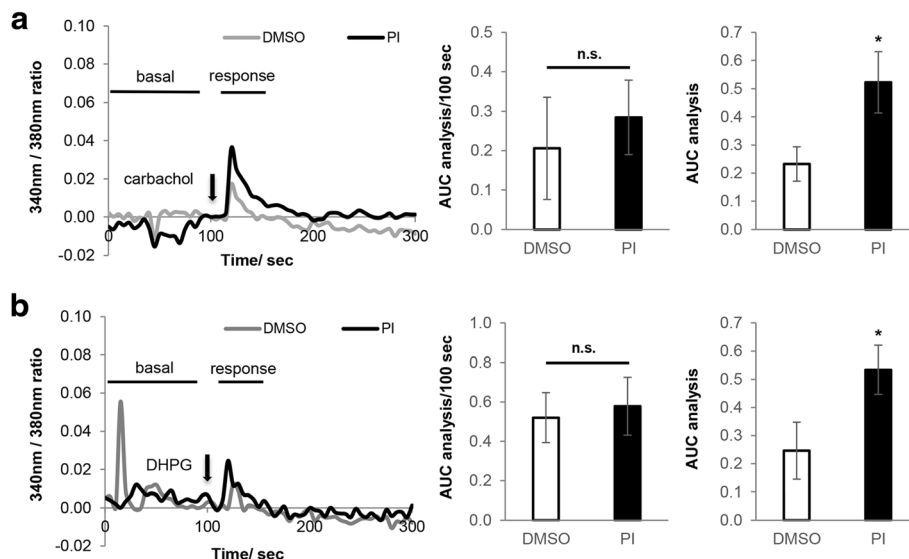 a
340nm / 380nm ratio
0.10
0.08
0.06
0.04
0.02
0.00
-0.02
DMSO PI
basal response
carbachol
0 100 200 300
Time/ sec
AUC analysis/100 sec
0.5
0.4
0.3
0.2
0.1
0.0
n.s.
DMSO PI
AUC analysis
0.7
0.6
0.5
0.4
0.3
0.2
0.1
0.0
*
DMSO PI
b
340nm / 380nm ratio
0.10
0.08
0.06
0.04
0.02
0.00
-0.02
DMSO PI
basal response
DHPG
0 100 200 300
Time/ sec
AUC analysis/100 sec
1.0
0.8
0.6
0.4
0.2
0.0
n.s.
DMSO PI
AUC analysis
0.7
0.6
0.5
0.4
0.3
0.2
0.1
0.0
*
DMSO PI